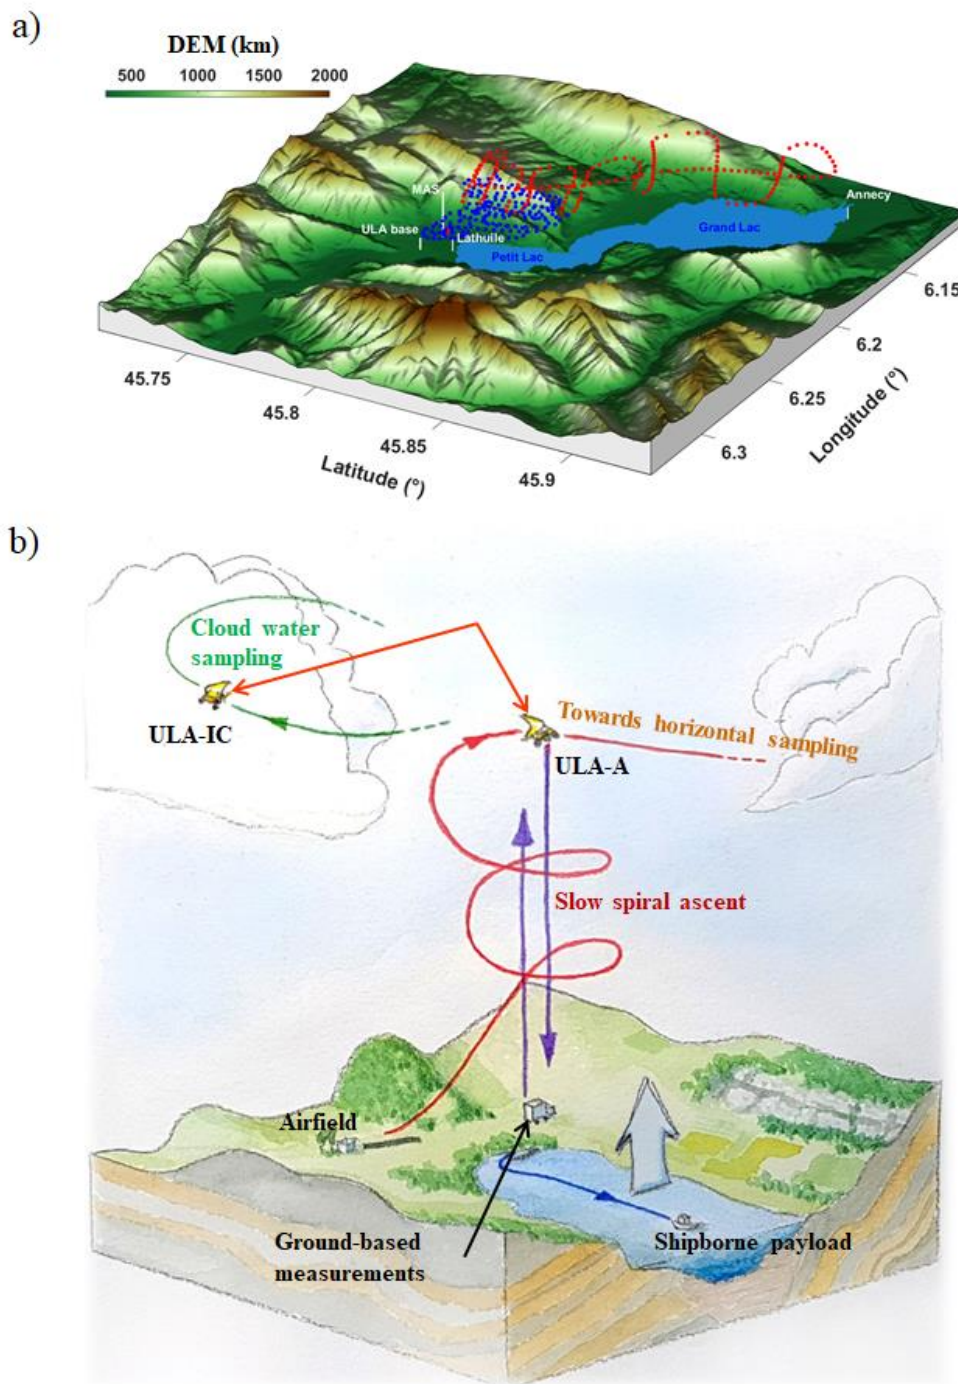 a)
DEM (km)
500 1000 1500 2000
MAS
Annecy
ULA base
Lathuile
Grand Lac
Petit Lac
6.15
6.2
6.25
6.3
Longitude (°)
45.75
45.8
45.85
45.9
Latitude (°)
b)
Cloud water
sampling
ULA-IC
Towards horizontal sampling
ULA-A
Slow spiral ascent
Airfield
Ground-based
measurements
Shipborne payload